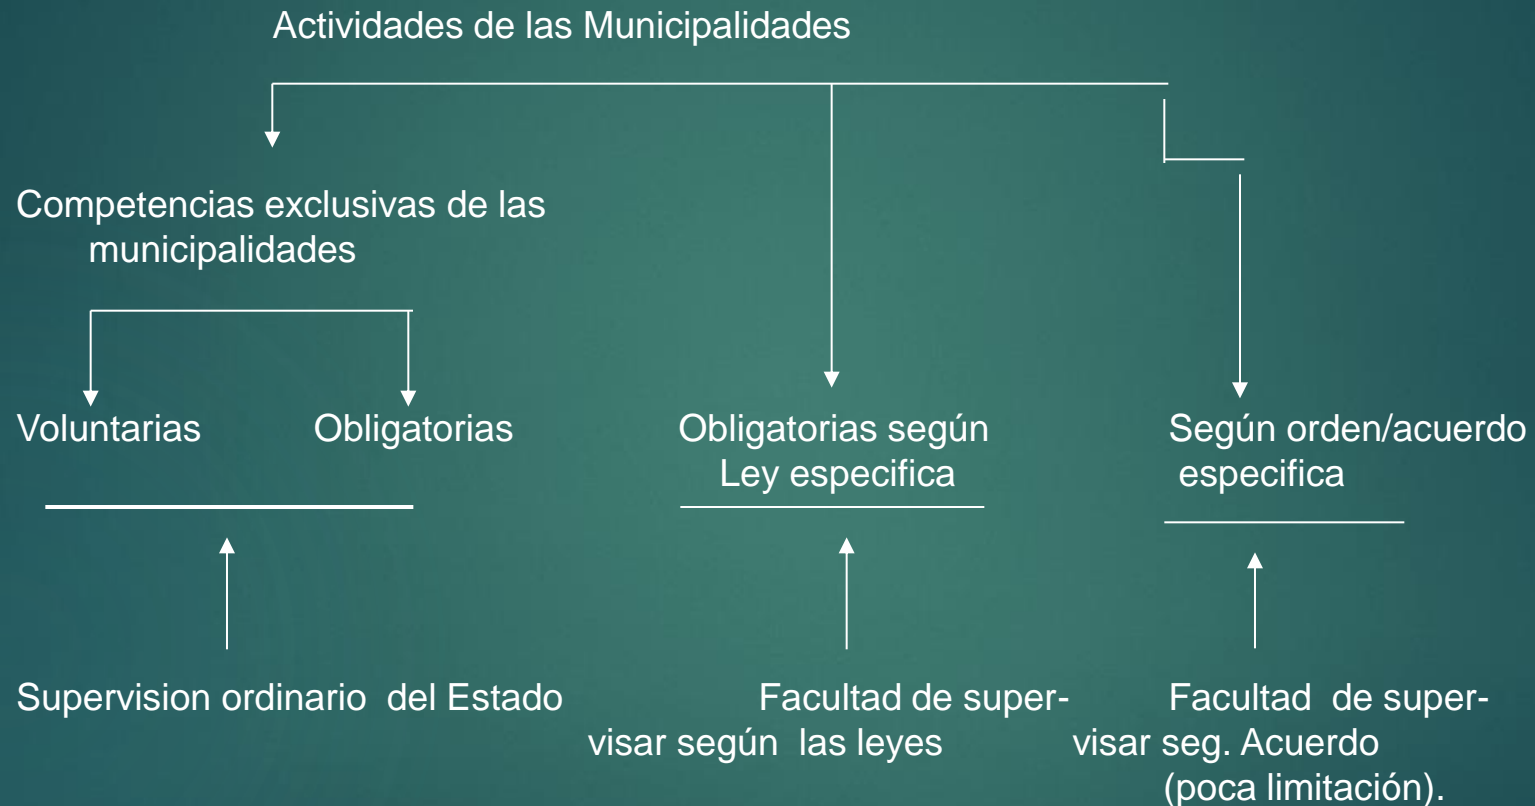 Actividades de las Municipalidades
Competencias exclusivas de las
municipalidades
Voluntarias
Obligatorias
Obligatorias según
Ley especifica
Según orden/acuerdo
especifica
Supervision ordinario del Estado
Facultad de super-
visar según las leyes
Facultad de super-
visar seg. Acuerdo
(poca limitación).